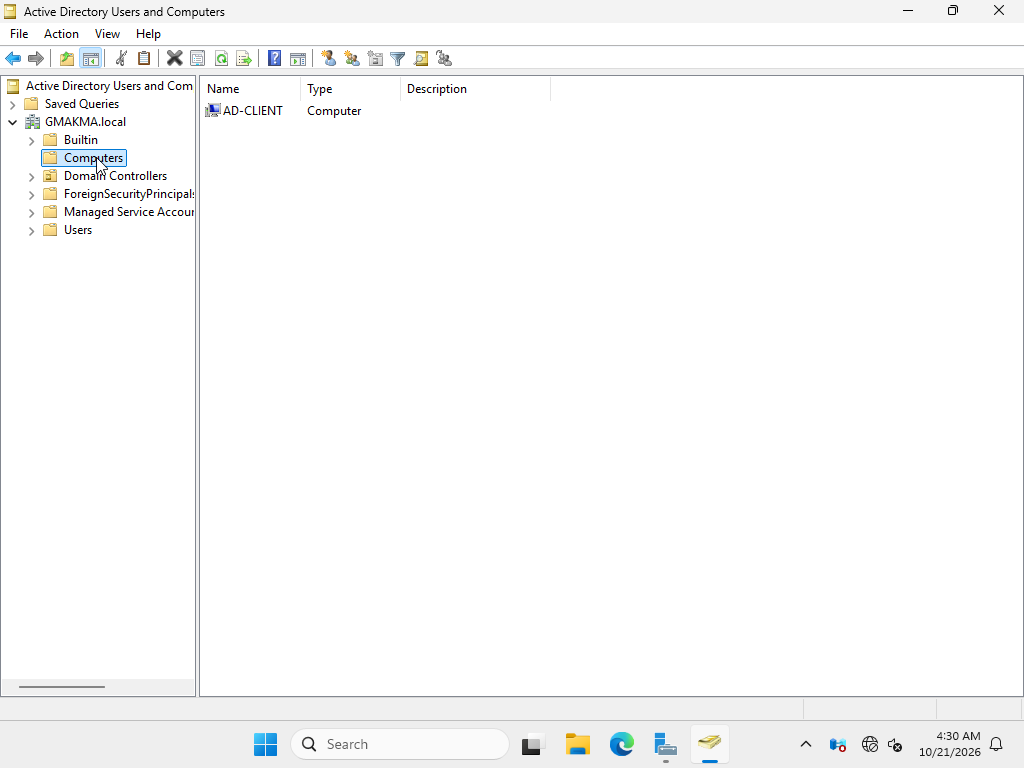 Active Directory Users and Computers
File Action View Help
Active Directory Users and Com
Saved Queries
GMAKMA.local
Builtin
Computers
Domain Controllers
ForeignSecurityPrincipals
Managed Service Accour
Users
Name Type Description
AD-CLIENT Computer
Search
4:30 AM
10/21/2026